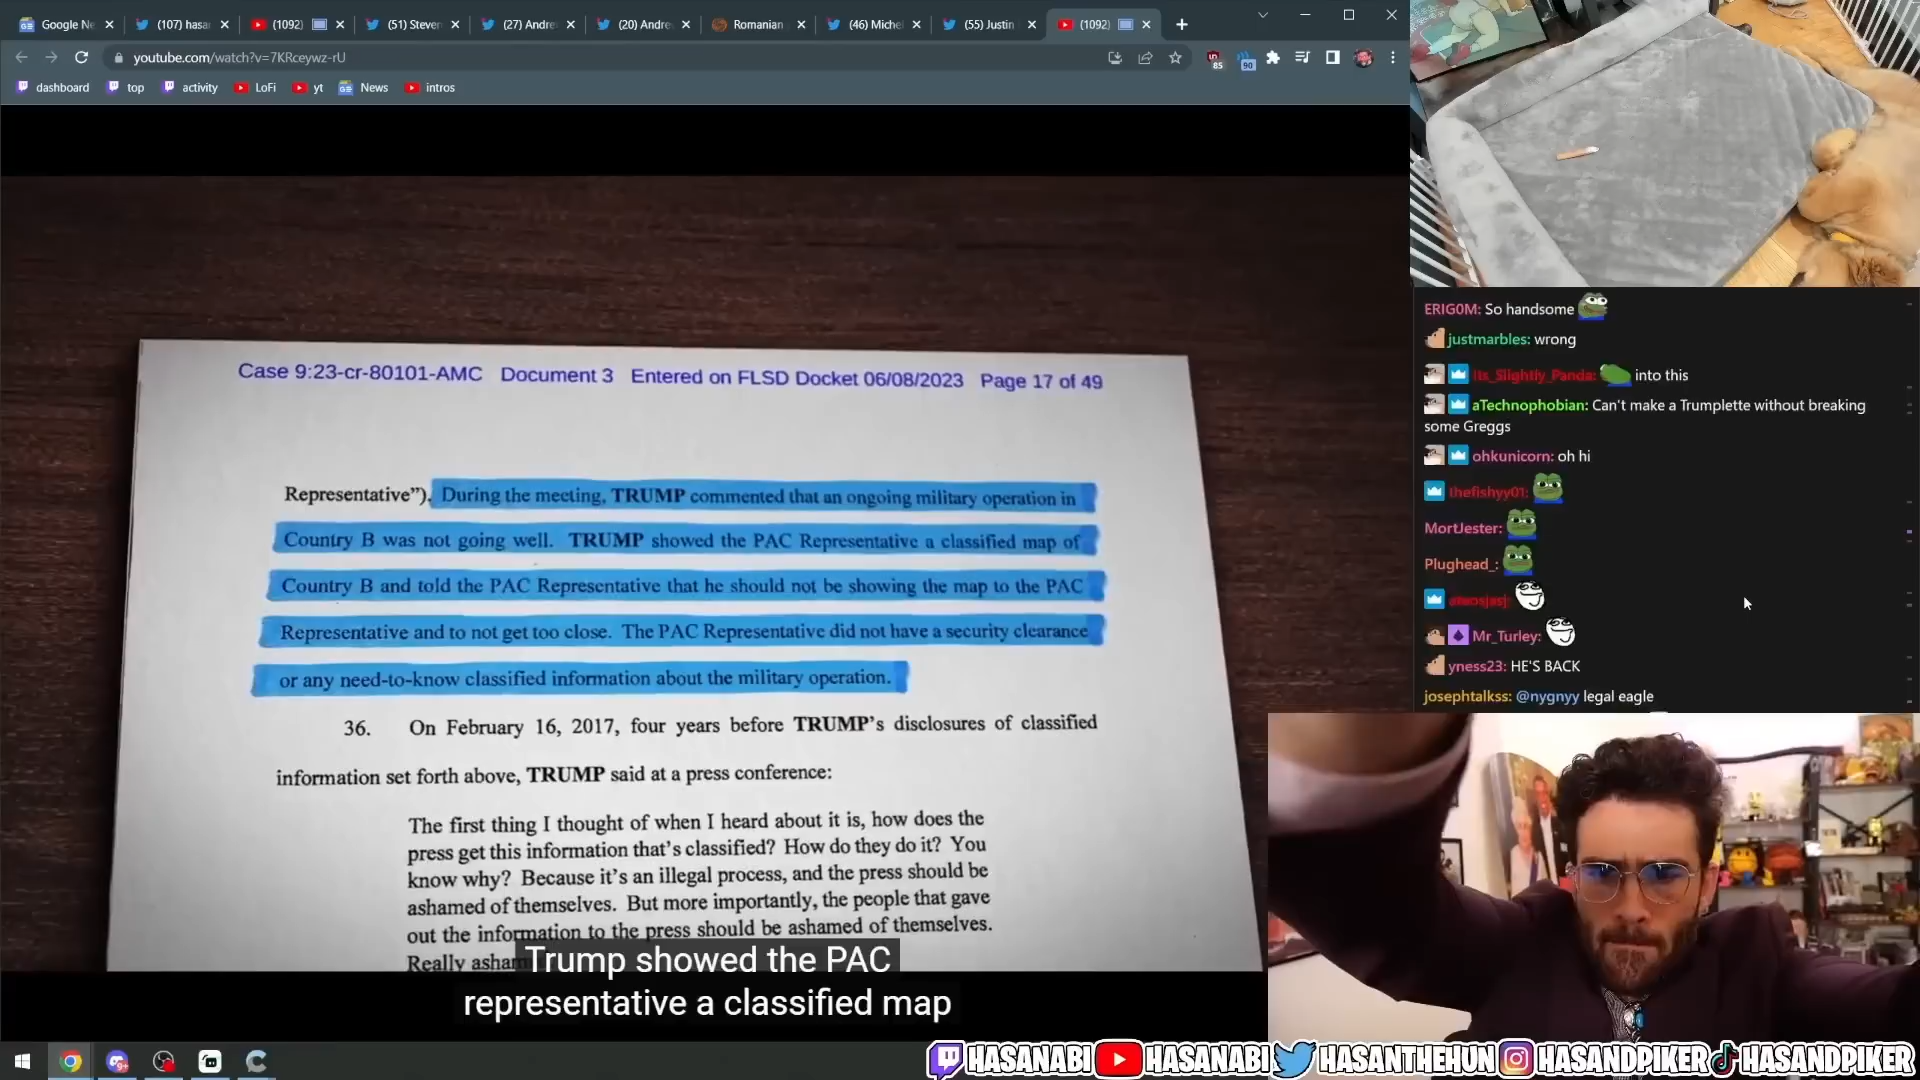 Google Ne
(107) hasa
(1092)
(51) Steven
(27) Andre
(20) Andre
Romanian
(46) Michel
(55) Justin
(1092)
youtube.com/watch?v=7KRceywz-rU
85
90
dashboard
top
activity
LoFi
yt
News
intros
Case 9:23-cr-80101-AMC Document 3 Entered on FLSD Docket 06/08/2023 Page 17 of 49
Representative”). During the meeting, TRUMP commented that an ongoing military operation in
Country B was not going well. TRUMP showed the PAC Representative a classified map of
Country B and told the PAC Representative that he should not be showing the map to the PAC
Representative and to not get too close. The PAC Representative did not have a security clearance
or any need-to-know classified information about the military operation.
36. On February 16, 2017, four years before TRUMP’s disclosures of classified
information set forth above, TRUMP said at a press conference:
The first thing I thought of when I heard about it is, how does the
press get this information that’s classified? How do they do it? You
know why? Because it’s an illegal process, and the press should be
ashamed of themselves. But more importantly, the people that gave
out the information to the press should be ashamed of themselves.
Really
Trump showed the PAC
representative a classified map
ERIG0M: So handsome
justmarbles: wrong
Its_Slightly_Panda: into this
aTechnophobian: Can't make a Trumplette without breaking
some Greggs
ohkunicorn: oh hi
thefishyy01:
MortJester:
Plughead_:
Mr_Turley:
yness23: HE'S BACK
josephtalkss: @nygnyy legal eagle
HASANABI HASANABI HASANTHEHUN HASANDPIKER HASANDPIKER